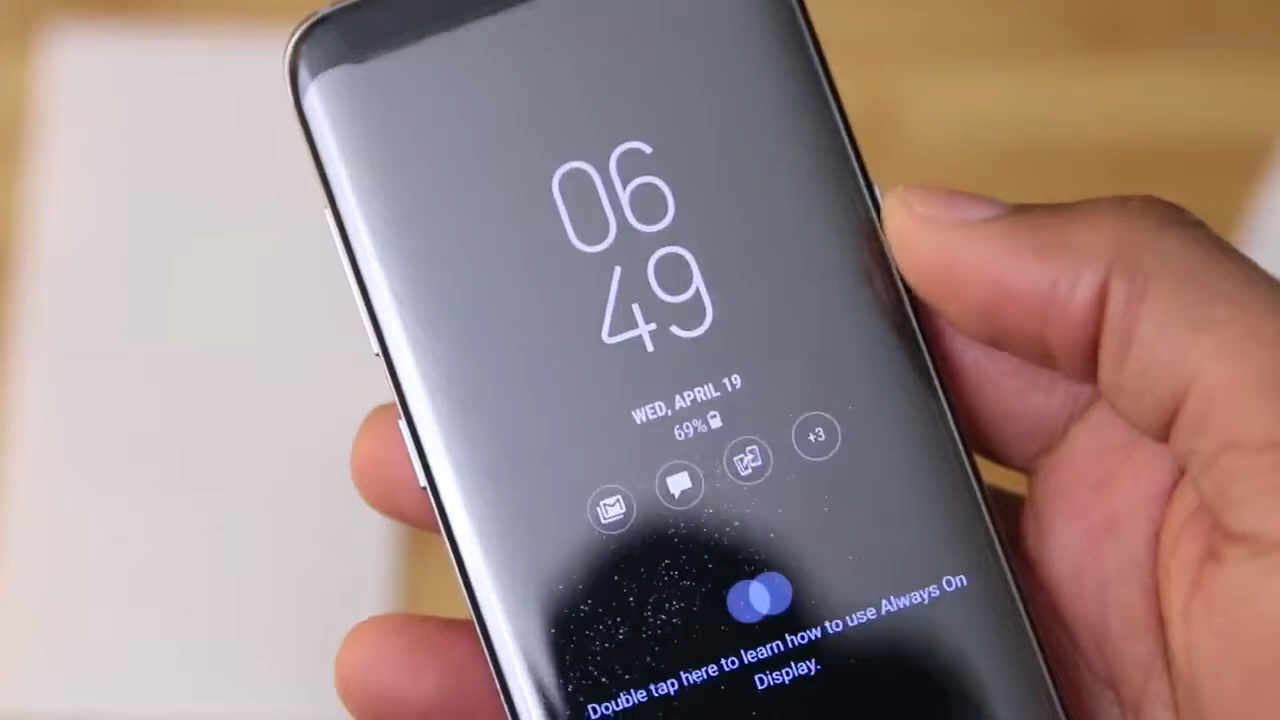 06
49
WED, APRIL 19
69%
+3
Double tap here to learn how to use Always On
Display.